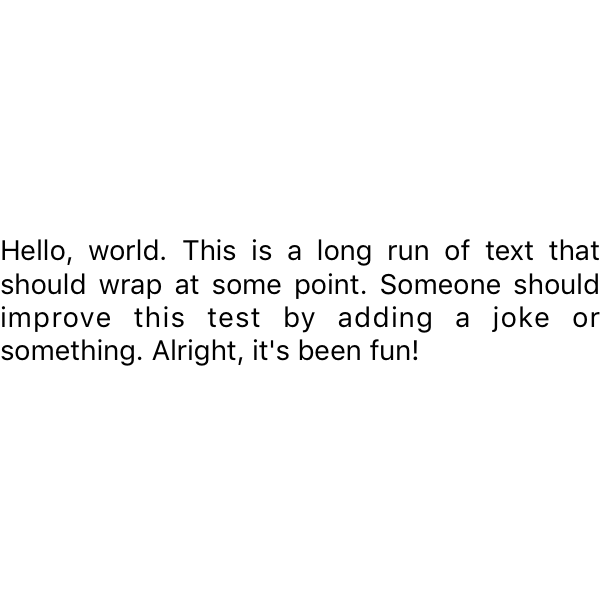 Hello, world. This is a long run of text that
should wrap at some point. Someone should
improve this test by adding a joke or
something. Alright, it's been fun!